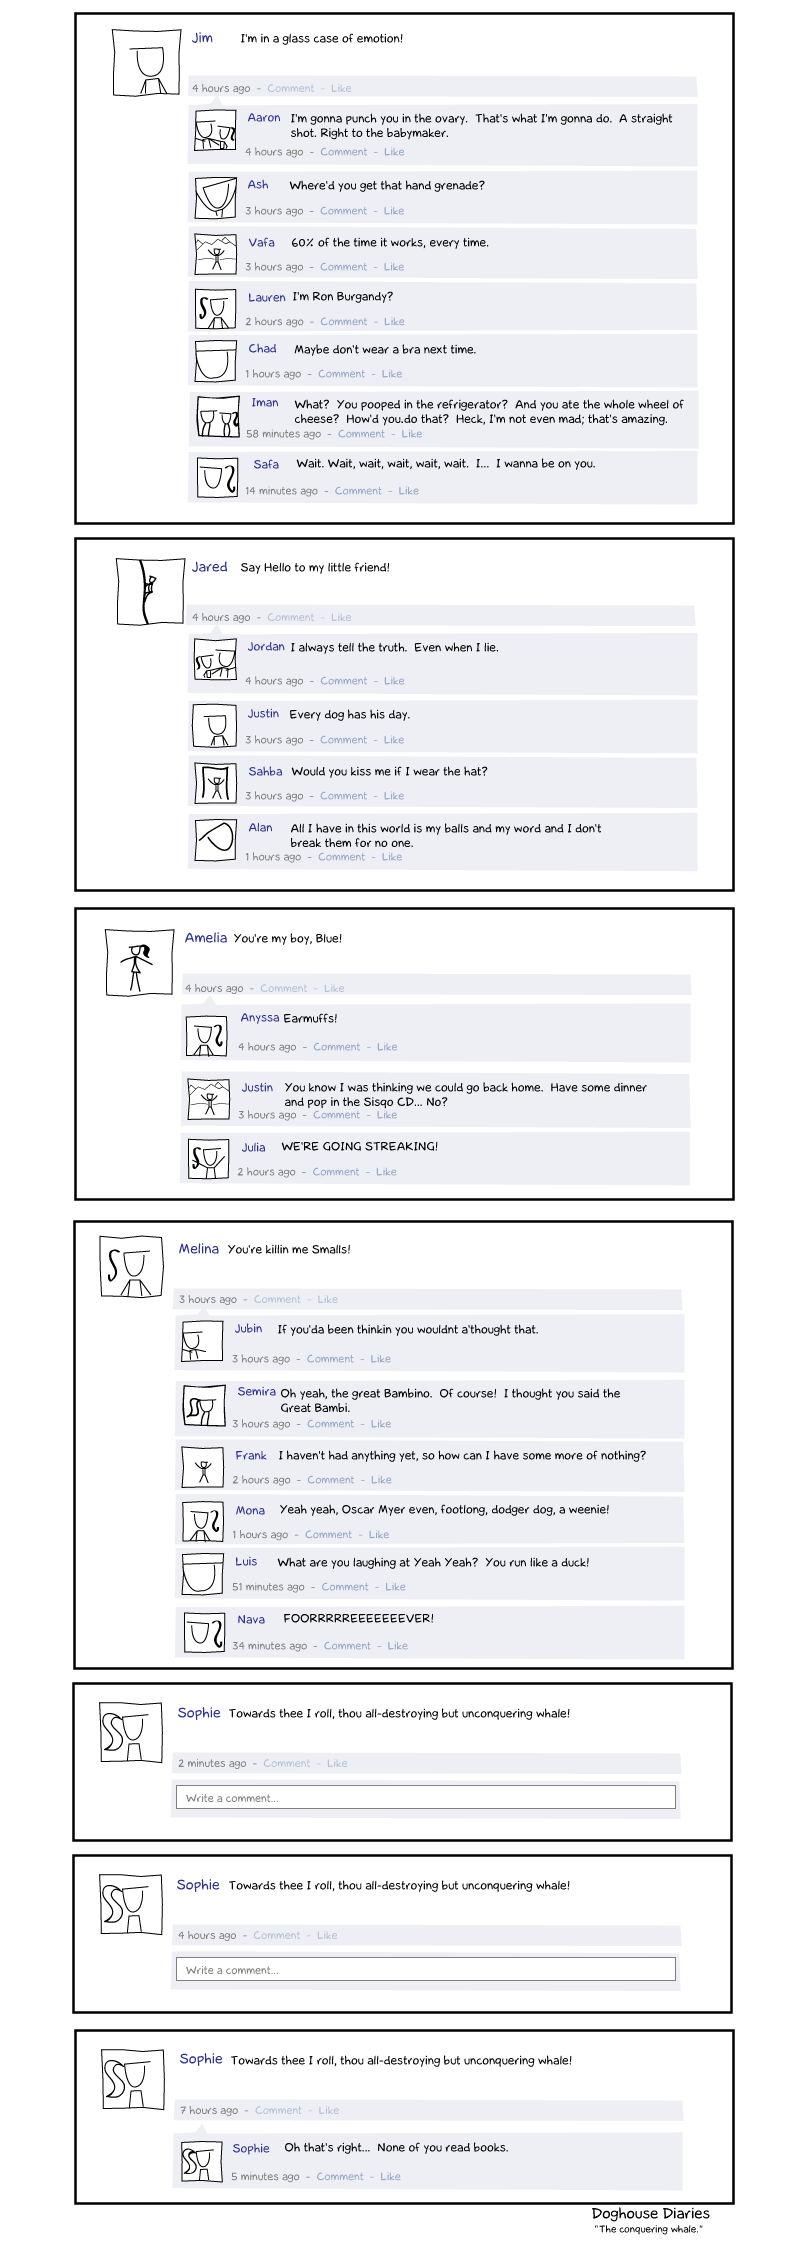 Jim I'm in a glass case of emotion!
4 hours ago - Comment - Like
Aaron I'm gonna punch you in the ovary. That's what I'm gonna do. A straight
shot. Right to the babymaker.
4 hours ago - Comment - Like
Ash Where'd you get that hand grenade?
3 hours ago - Comment - Like
Vafa 60% of the time it works, every time.
3 hours ago - Comment - Like
Lauren I'm Ron Burgandy?
2 hours ago - Comment - Like
Chad Maybe don't wear a bra next time.
1 hours ago - Comment - Like
Iman What? You pooped in the refrigerator? And you ate the whole wheel of
cheese? How'd you.do that? Heck, I'm not even mad; that's amazing.
58 minutes ago - Comment - Like
Safa Wait. Wait, wait, wait, wait, wait. I... I wanna be on you.
14 minutes ago - Comment - Like
Jared Say Hello to my little friend!
4 hours ago - Comment - Like
Jordan I always tell the truth. Even when I lie.
4 hours ago - Comment - Like
Justin Every dog has his day.
3 hours ago - Comment - Like
Sahba Would you kiss me if I wear the hat?
3 hours ago - Comment - Like
Alan All I have in this world is my balls and my word and I don't
break them for no one.
1 hours ago - Comment - Like
Amelia You're my boy, Blue!
4 hours ago - Comment - Like
Anyssa Earmuffs!
4 hours ago - Comment - Like
Justin You know I was thinking we could go back home. Have some dinner
and pop in the Sisqo CD... No?
3 hours ago - Comment - Like
Julia WE'RE GOING STREAKING!
2 hours ago - Comment - Like
Melina You're killin me Smalls!
3 hours ago - Comment - Like
Jubin If you'da been thinkin you wouldnt a'thought that.
3 hours ago - Comment - Like
Semira Oh yeah, the great Bambino. Of course! I thought you said the
Great Bambi.
3 hours ago - Comment - Like
Frank I haven't had anything yet, so how can I have some more of nothing?
2 hours ago - Comment - Like
Mona Yeah yeah, Oscar Myer even, footlong, dodger dog, a weenie!
1 hours ago - Comment - Like
Luis What are you laughing at Yeah Yeah? You run like a duck!
51 minutes ago - Comment - Like
Nava FOORRRRREEEEEEEVER!
34 minutes ago - Comment - Like
Sophie Towards thee I roll, thou all-destroying but unconquering whale!
2 minutes ago - Comment - Like
Write a comment...
Sophie Towards thee I roll, thou all-destroying but unconquering whale!
4 hours ago - Comment - Like
Write a comment...
Sophie Towards thee I roll, thou all-destroying but unconquering whale!
7 hours ago - Comment - Like
Sophie Oh that's right... None of you read books.
5 minutes ago - Comment - Like
Doghouse Diaries
"The conquering whale."